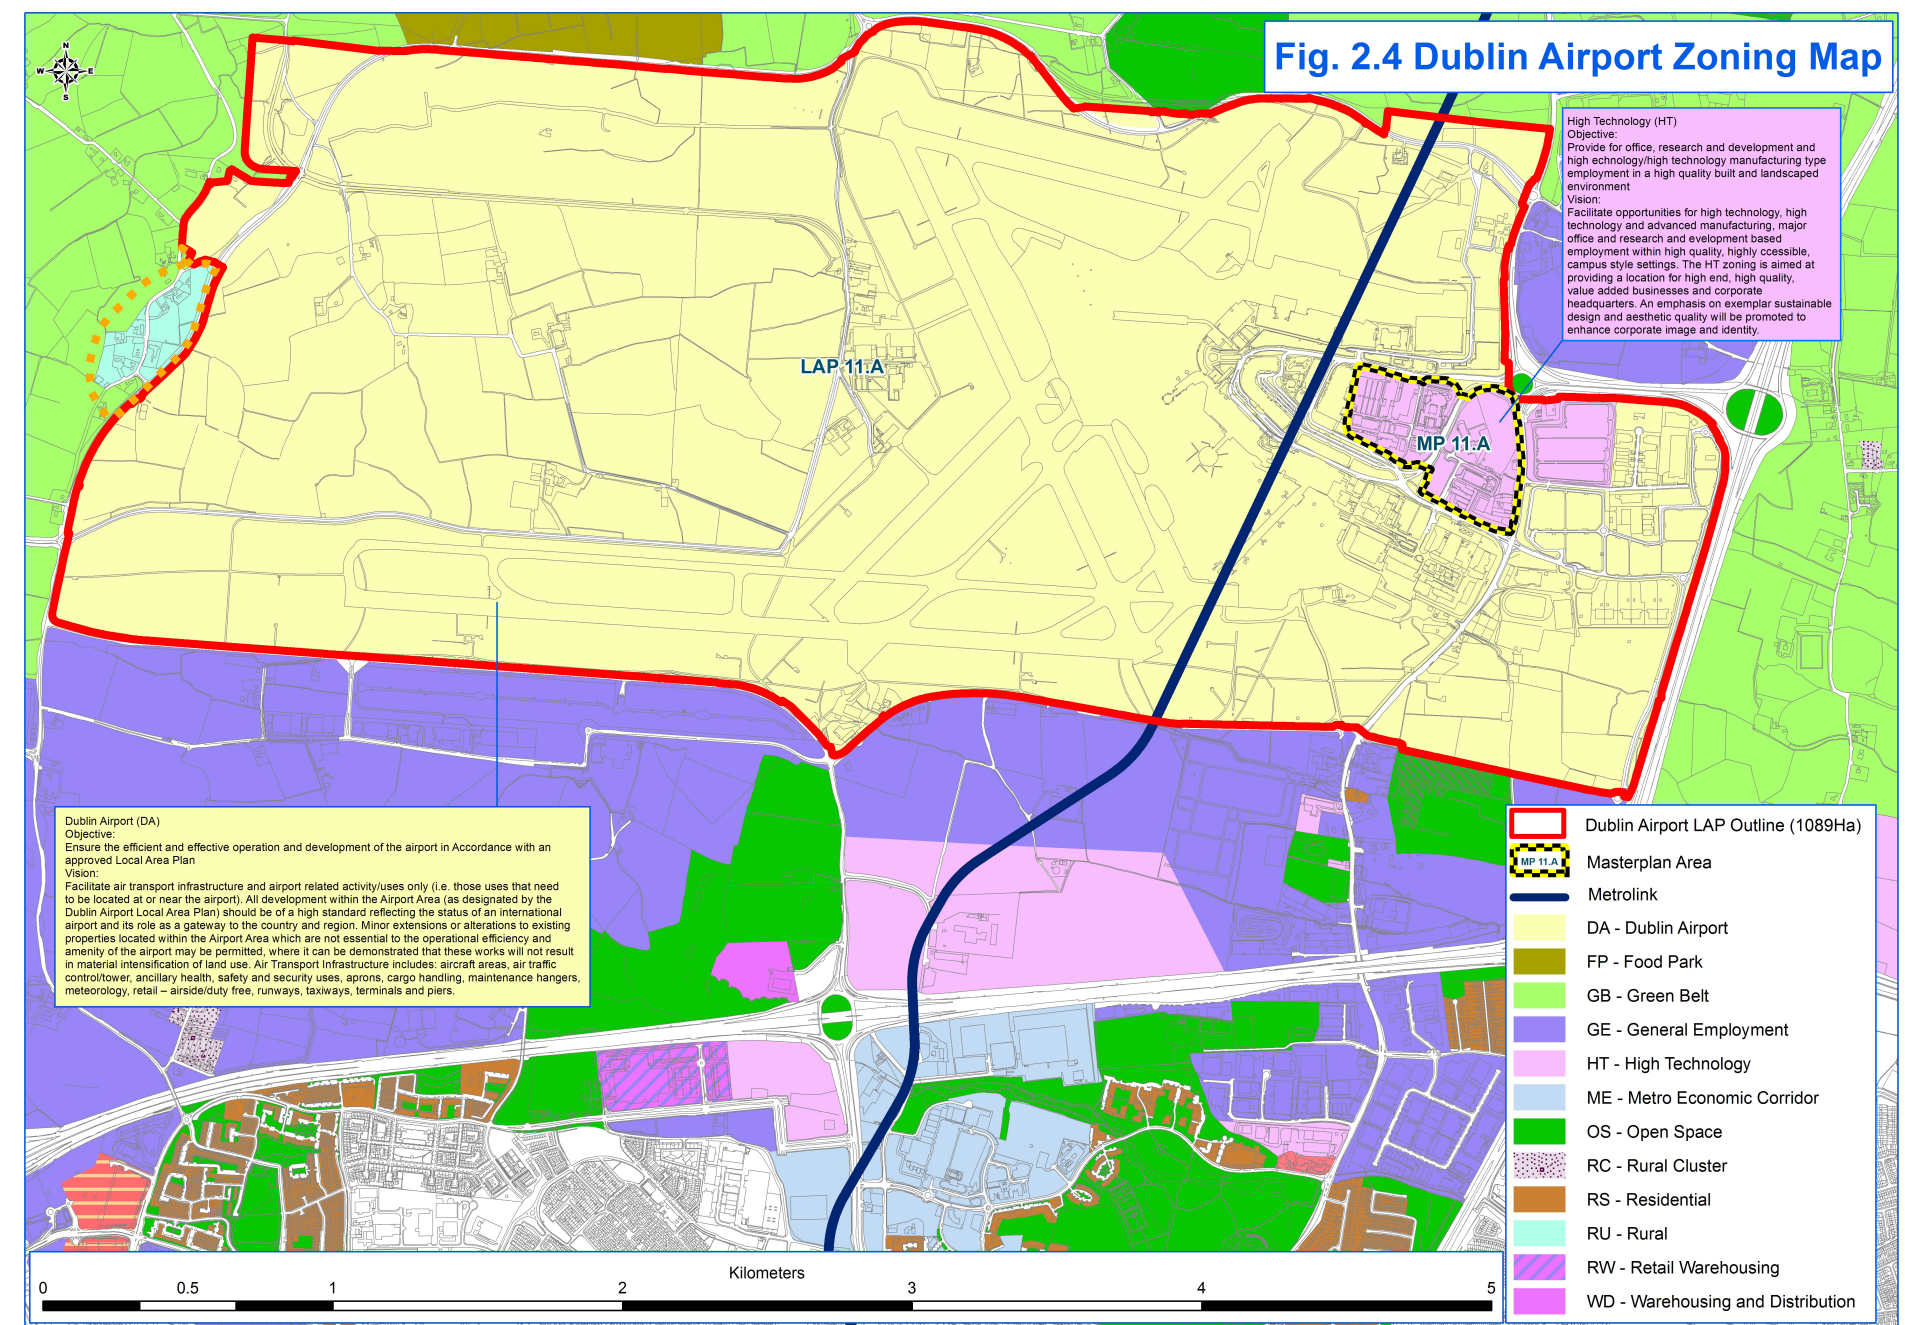 Fig. 2.4 Dublin Airport Zoning Map
N
W E
S
High Technology (HT)
Objective:
Provide for office, research and development and
high echnology/high technology manufacturing type
employment in a high quality built and landscaped
environment
Vision:
Facilitate opportunities for high technology, high
technology and advanced manufacturing, major
office and research and evelopment based
employment within high quality, highly ccessible,
campus style settings. The HT zoning is aimed at
providing a location for high end, high quality,
value added businesses and corporate
headquarters. An emphasis on exemplar sustainable
design and aesthetic quality will be promoted to
enhance corporate image and identity.
LAP 11.A
MP 11.A
Dublin Airport (DA)
Objective:
Ensure the efficient and effective operation and development of the airport in Accordance with an
approved Local Area Plan
Vision:
Facilitate air transport infrastructure and airport related activity/uses only (i.e. those uses that need
to be located at or near the airport). All development within the Airport Area (as designated by the
Dublin Airport Local Area Plan) should be of a high standard reflecting the status of an international
airport and its role as a gateway to the country and region. Minor extensions or alterations to existing
properties located within the Airport Area which are not essential to the operational efficiency and
amenity of the airport may be permitted, where it can be demonstrated that these works will not result
in material intensification of land use. Air Transport Infrastructure includes: aircraft areas, air traffic
control/tower, ancillary health, safety and security uses, aprons, cargo handling, maintenance hangers,
meteorology, retail – airside/duty free, runways, taxiways, terminals and piers.
Dublin Airport LAP Outline (1089Ha)
MP 11.A Masterplan Area
Metrolink
DA - Dublin Airport
FP - Food Park
GB - Green Belt
GE - General Employment
HT - High Technology
ME - Metro Economic Corridor
OS - Open Space
RC - Rural Cluster
RS - Residential
RU - Rural
RW - Retail Warehousing
WD - Warehousing and Distribution
Kilometers
0 0.5 1 2 3 4 5